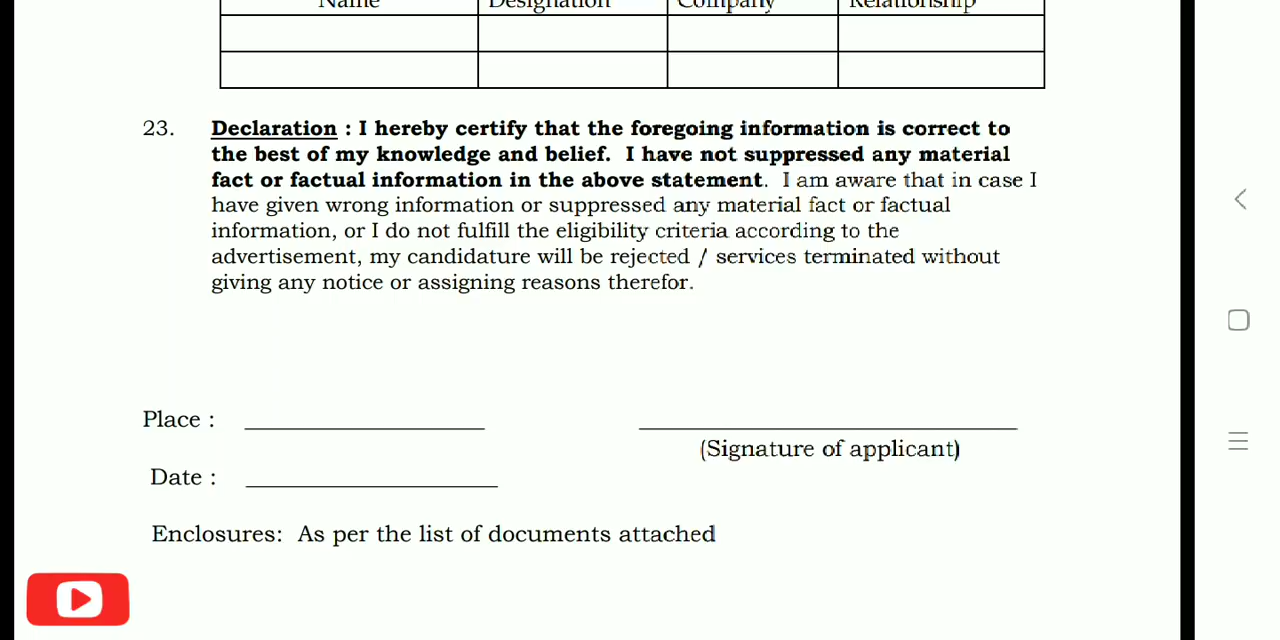 Name Designation Company Relationship
23. Declaration : I hereby certify that the foregoing information is correct to
the best of my knowledge and belief. I have not suppressed any material
fact or factual information in the above statement. I am aware that in case I
have given wrong information or suppressed any material fact or factual
information, or I do not fulfill the eligibility criteria according to the
advertisement, my candidature will be rejected / services terminated without
giving any notice or assigning reasons therefor.
Place :
(Signature of applicant)
Date :
Enclosures: As per the list of documents attached